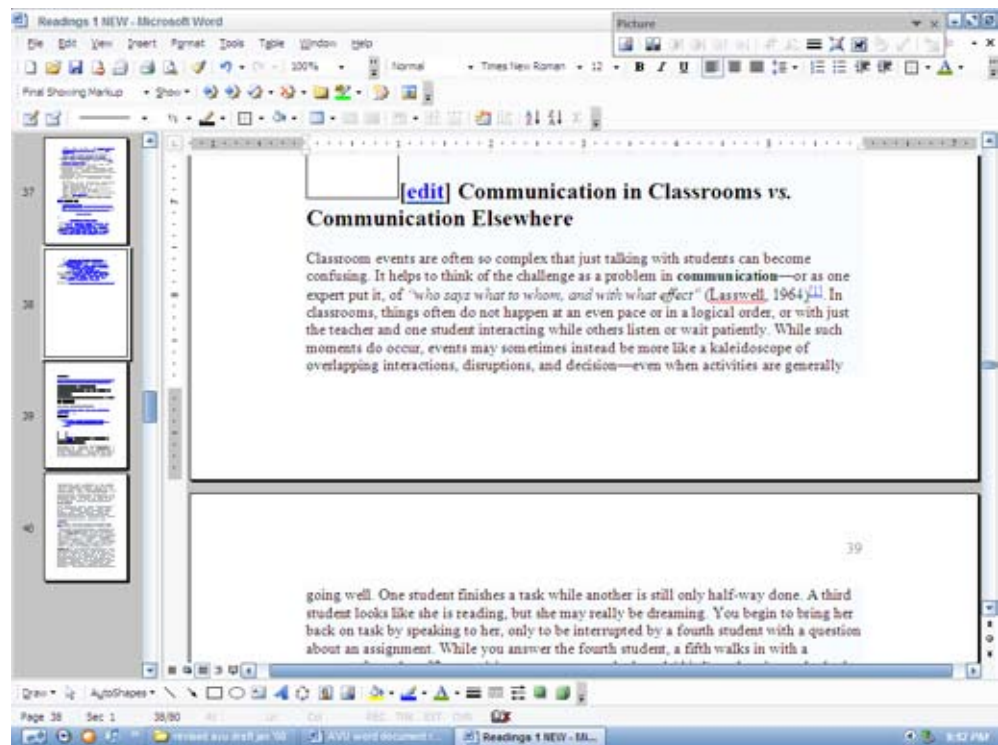 Readings 1 NEW - Microsoft Word
Picture
File Edit View Insert Format Tools Table Window Help
100% Normal Times New Roman 12 B I U
Final Showing Markup Show
37
38
39
40
[edit] Communication in Classrooms vs.
Communication Elsewhere
Classroom events are often so complex that just talking with students can become
confusing. It helps to think of the challenge as a problem in communication—or as one
expert put it, of "who says what to whom, and with what effect" (Lasswell, 1964)[1]. In
classrooms, things often do not happen at an even pace or in a logical order, or with just
the teacher and one student interacting while others listen or wait patiently. While such
moments do occur, events may sometimes instead be more like a kaleidoscope of
overlapping interactions, disruptions, and decision—even when activities are generally
39
going well. One student finishes a task while another is still only half-way done. A third
student looks like she is reading, but she may really be dreaming. You begin to bring her
back on task by speaking to her, only to be interrupted by a fourth student with a question
about an assignment. While you answer the fourth student, a fifth walks in with a
Draw AutoShapes
Page 38 Sec 1 38/80
REC TRK EXT OVR
revised avu draft jan '00 AVU word document r... Readings 1 NEW - Mi... 8:52 PM